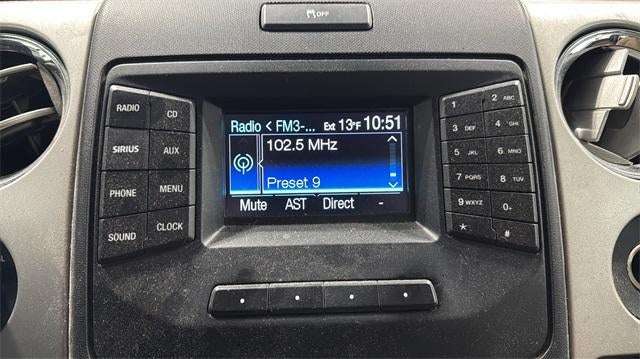 OFF
RADIO
CD
SIRIUS
AUX
PHONE
MENU
SOUND
CLOCK
Radio < FM3-... Ext 13°F 10:51
102.5 MHz
Preset 9
Mute AST Direct -
1
2 ABC
3 DEF
4 GHI
5 JKL
6 MNO
7 PQRS
8 TUV
9 WXYZ
0+
*
#